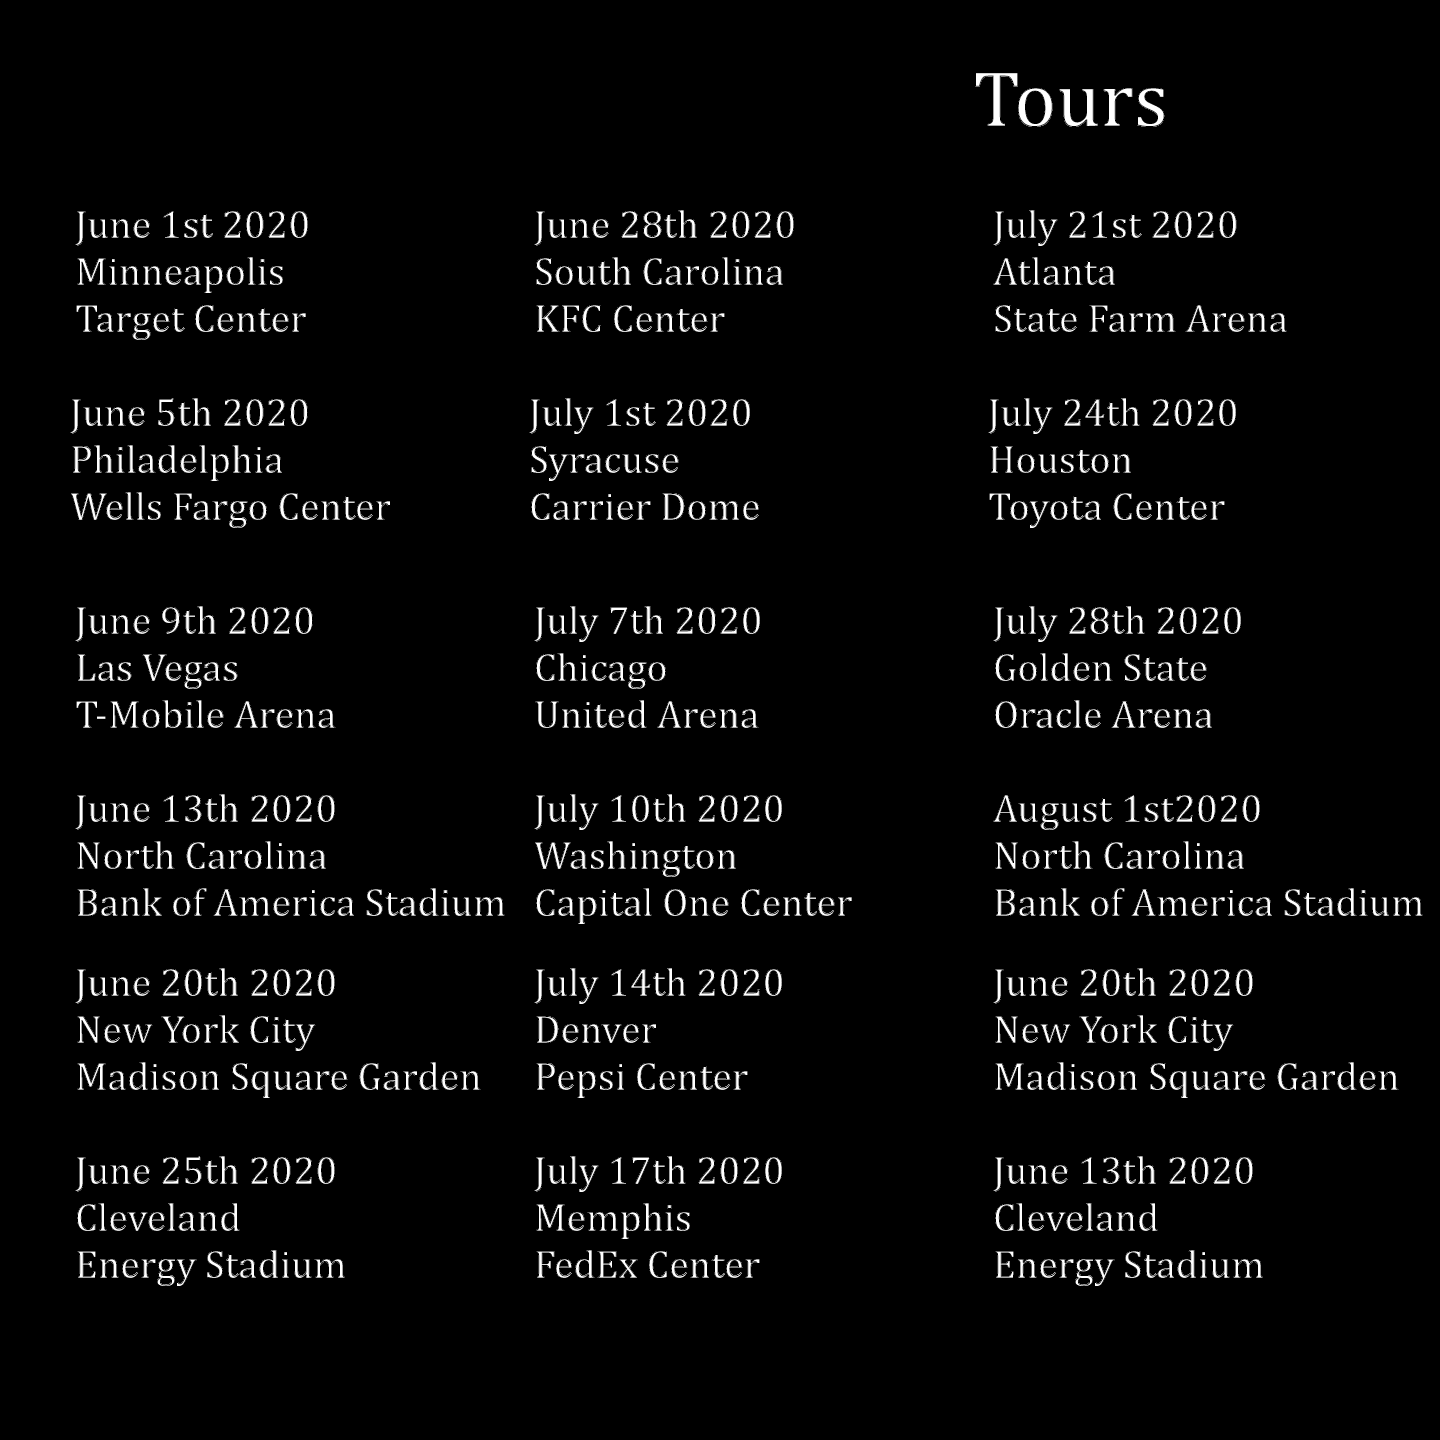 Tours
June 1st 2020
Minneapolis
Target Center
June 5th 2020
Philadelphia
Wells Fargo Center
June 9th 2020
Las Vegas
T-Mobile Arena
June 13th 2020
North Carolina
Bank of America Stadium
June 20th 2020
New York City
Madison Square Garden
June 25th 2020
Cleveland
Energy Stadium
June 28th 2020
South Carolina
KFC Center
July 1st 2020
Syracuse
Carrier Dome
July 7th 2020
Chicago
United Arena
July 10th 2020
Washington
Capital One Center
July 14th 2020
Denver
Pepsi Center
July 17th 2020
Memphis
FedEx Center
July 21st 2020
Atlanta
State Farm Arena
July 24th 2020
Houston
Toyota Center
July 28th 2020
Golden State
Oracle Arena
August 1st2020
North Carolina
Bank of America Stadium
June 20th 2020
New York City
Madison Square Garden
June 13th 2020
Cleveland
Energy Stadium